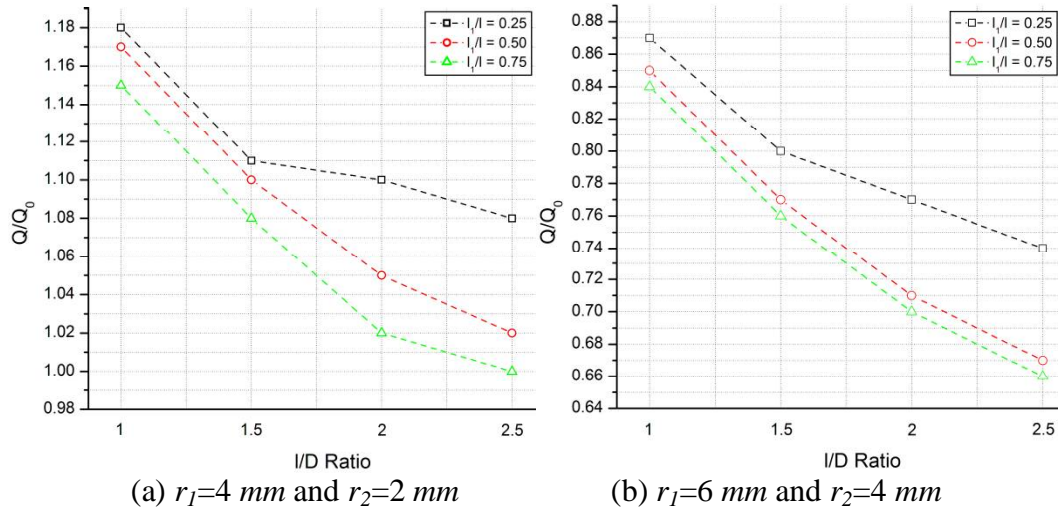 1.18
1.16
1.14
1.12
1.10
1.08
1.06
1.04
1.02
1.00
0.98
Q/Q0
1 1.5 2 2.5
l/D Ratio
l1/l = 0.25
l1/l = 0.50
l1/l = 0.75
(a) r1=4 mm and r2=2 mm
0.88
0.86
0.84
0.82
0.80
0.78
0.76
0.74
0.72
0.70
0.68
0.66
0.64
Q/Q0
1 1.5 2 2.5
l/D Ratio
l1/l = 0.25
l1/l = 0.50
l1/l = 0.75
(b) r1=6 mm and r2=4 mm